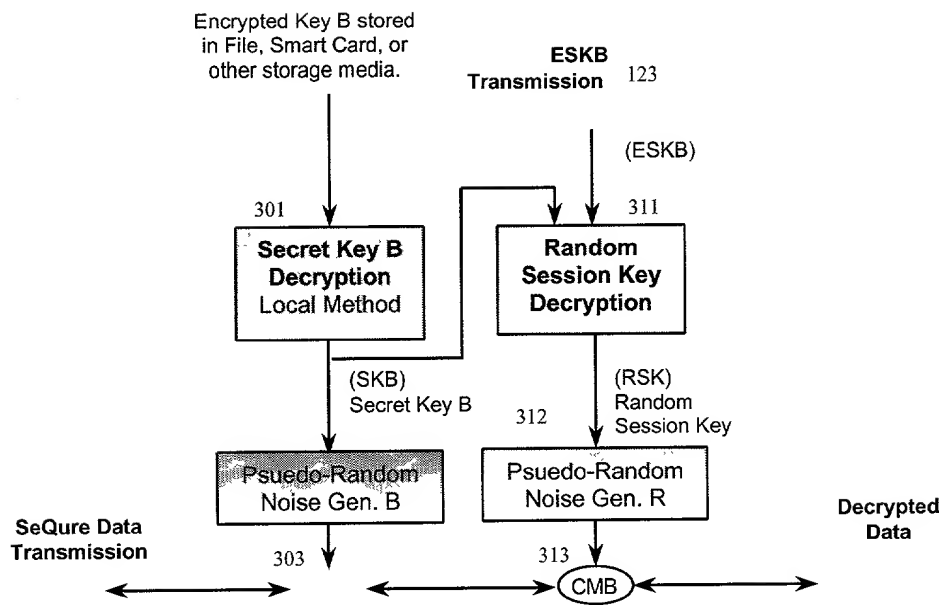 Encrypted Key B stored
in File, Smart Card, or
other storage media.
ESKB
Transmission
123
(ESKB)
301
311
Secret Key B
Decryption
Local Method
Random
Session Key
Decryption
(SKB)
Secret Key B
(RSK)
Random
Session Key
312
Psuedo-Random
Noise Gen. B
Psuedo-Random
Noise Gen. R
SeQure Data
Transmission
303
313
Decrypted
Data
CMB